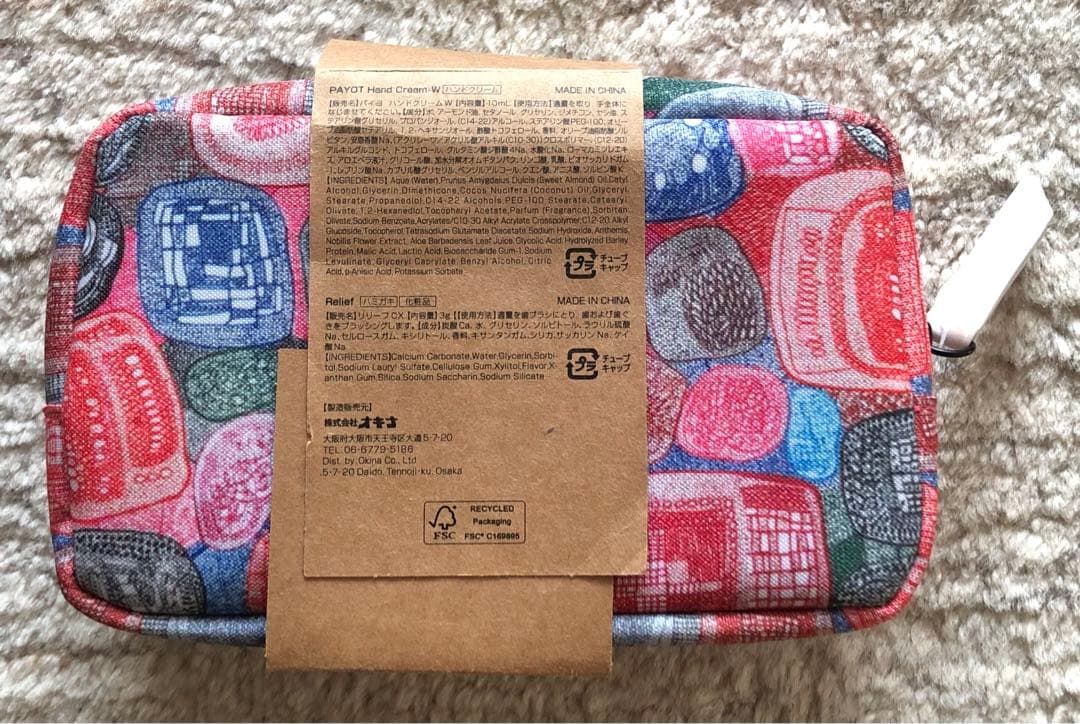 PAYOT Hand Cream-W ハンドクリーム MADE IN CHINA
【販売名】パイヨ ハンドクリームW【内容量】10mL【使用方法】適量を取り、手全体に
なじませてください。【成分】水、アーモンド油、セタノール、グリセリン、ジメチコン、ヤシ油、ス
テアリン酸グリセリル、プロパンジオール、(C14-22)アルコール、ステアリン酸PEG-100、オリー
ブ油脂肪酸セテアリル、1,2-ヘキサンジオール、酢酸トコフェロール、香料、オリーブ油脂肪酸ソル
ビタン、安息香酸Na、(アクリレーツ/アクリル酸アルキル(C10-30))クロスポリマー、(C12-20)
アルキルグルコシド、トコフェロール、グルタミン酸ジ酢酸4Na、水酸化Na、ローマカミツレエキ
ス、アロエベラ液汁、グリコール酸、加水分解オオムギタンパク、リンゴ酸、乳酸、ビオサッカリドガム
-1、レブリン酸Na、カプリル酸グリセリル、ベンジルアルコール、クエン酸、アニス酸、ソルビン酸K
【INGREDIENTS】Aqua (Water),Prunus Amygdalus Dulcis (Sweet Almond) Oil,Cetyl
Alcohol,Glycerin,Dimethicone,Cocos Nucifera (Coconut) Oil,Glyceryl
Stearate,Propanediol,C14-22 Alcohols,PEG-100 Stearate,Cetearyl
Olivate,1,2-Hexanediol,Tocopheryl Acetate,Parfum (Fragrance),Sorbitan
Olivate,Sodium Benzoate,Acrylates/C10-30 Alkyl Acrylate Crosspolymer,C12-20 Alkyl
Glucoside,Tocopherol,Tetrasodium Glutamate Diacetate,Sodium Hydroxide,Anthemis
Nobilis Flower Extract, Aloe Barbadensis Leaf Juice, Glycolic Acid, Hydrolyzed Barley
Protein, Malic Acid, Lactic Acid, Biosaccharide Gum-1, Sodium
Levulinate, Glyceryl Caprylate, Benzyl Alcohol, Citric
Acid, p-Anisic Acid, Potassium Sorbate
プラ チューブ
キャップ
Relief ハミガキ 化粧品 MADE IN CHINA
【販売名】リリーフCX【内容量】3g【使用方法】適量を歯ブラシにとり、歯および歯ぐ
きをブラッシングします。【成分】炭酸Ca、水、グリセリン、ソルビトール、ラウリル硫酸
Na、セルロースガム、キシリトール、香料、キサンタンガム、シリカ、サッカリンNa、ケイ
酸Na
【INGREDIENTS】Calcium Carbonate,Water,Glycerin,Sorbi-
tol,Sodium Lauryl Sulfate,Cellulose Gum,Xylitol,Flavor,X-
anthan Gum,Silica,Sodium Saccharin,Sodium Silicate
プラ チューブ
キャップ
【製造販売元】
株式会社オキナ
大阪府大阪市天王寺区大道5-7-20
TEL.06-6779-5186
Dist. by Okina Co., Ltd
5-7-20 Daido, Tennoji-ku, Osaka
FSC
RECYCLED
Packaging
FSC® C169895